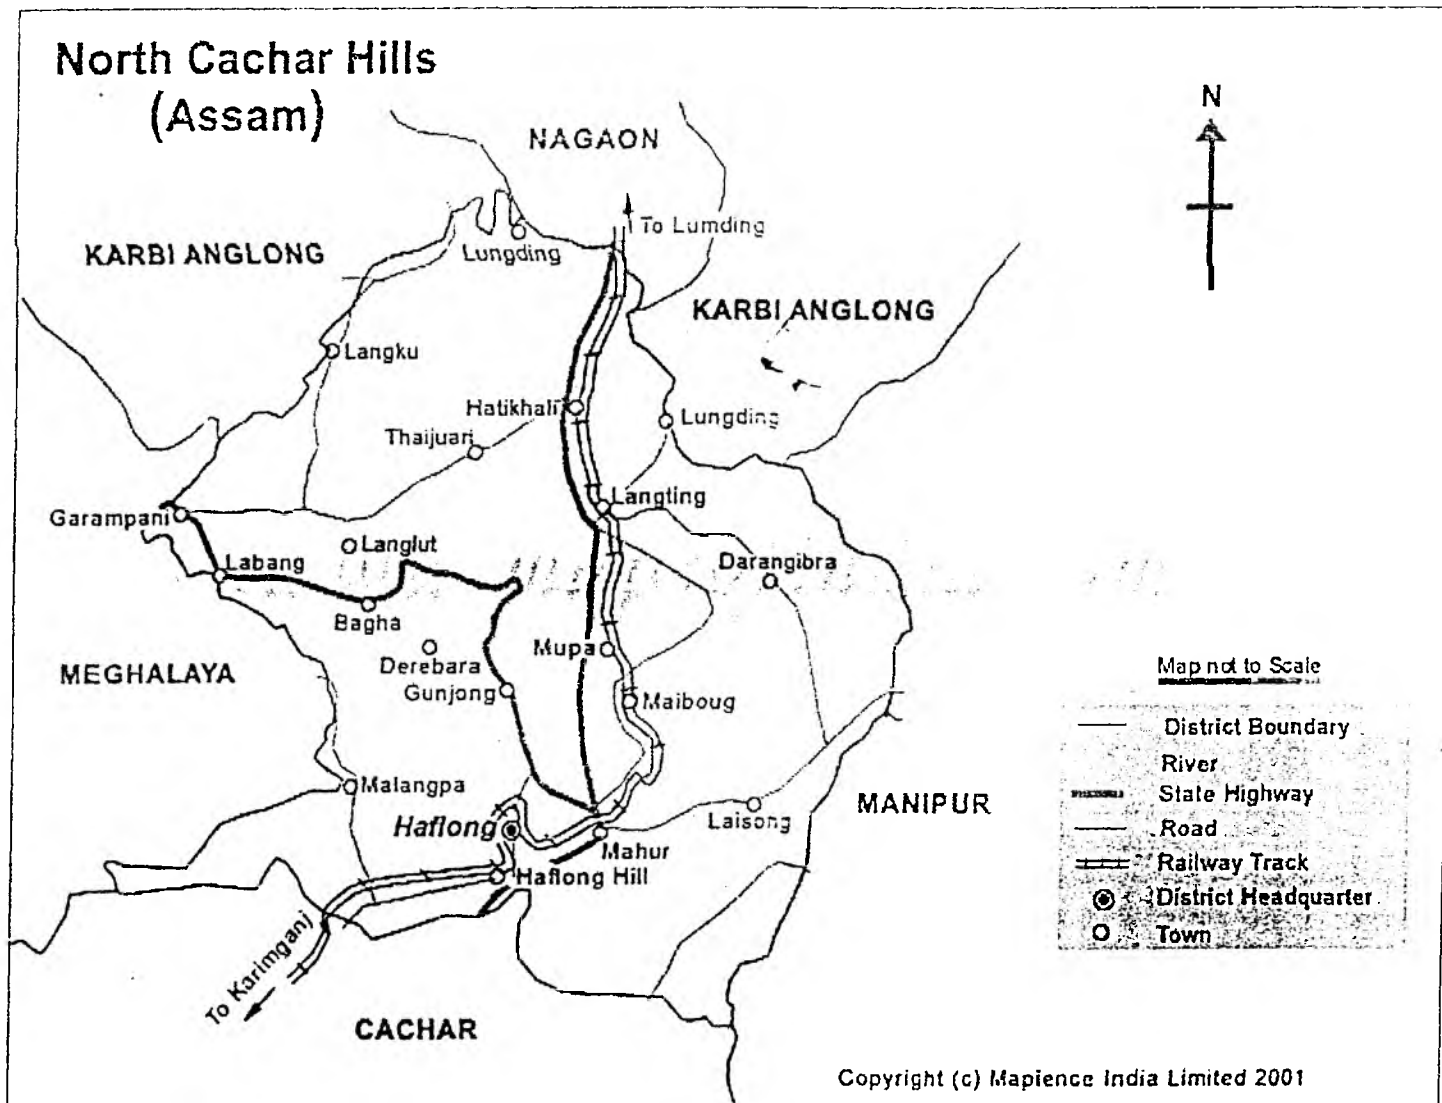 North Cachar Hills
(Assam)
N
NAGAON
To Lumding
Lungding
KARBI ANGLONG
KARBI ANGLONG
Langku
Hatikhali
Lungding
Thaijuari
Langting
Garampani
Langlut
Labang
Darangibra
Bagha
Mupa
Derebara
MEGHALAYA
Gunjong
Maiboug
Map not to Scale
District Boundary
River
State Highway
Road
Railway Track
District Headquarter
Town
Malangpa
MANIPUR
Laisong
Haflong
Mahur
Haflong Hill
To Karimganj
CACHAR
Copyright (c) Mapience India Limited 2001